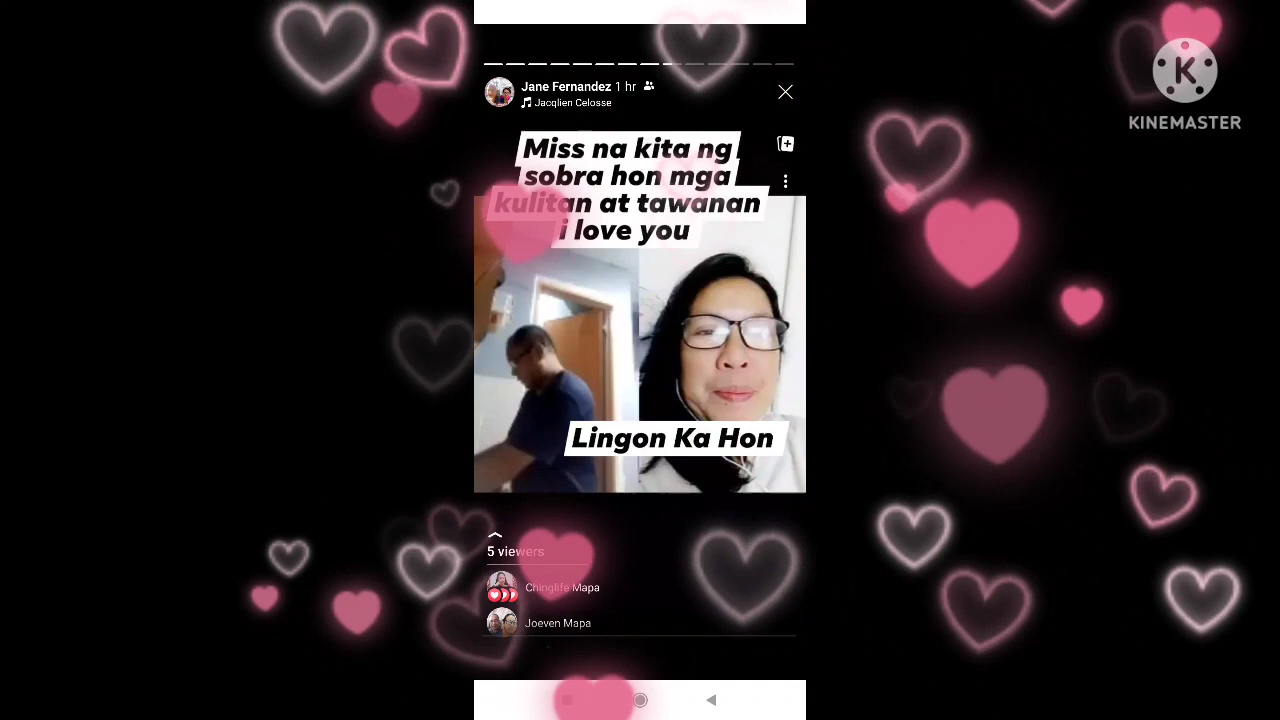 Jane Fernandez 1 hr
Jacqlien Celosse
Miss na kita ng
sobra hon mga
kulitan at tawanan
i love you
Lingon Ka Hon
5 viewers
Chinglife Mapa
Joeven Mapa
K
KINEMASTER